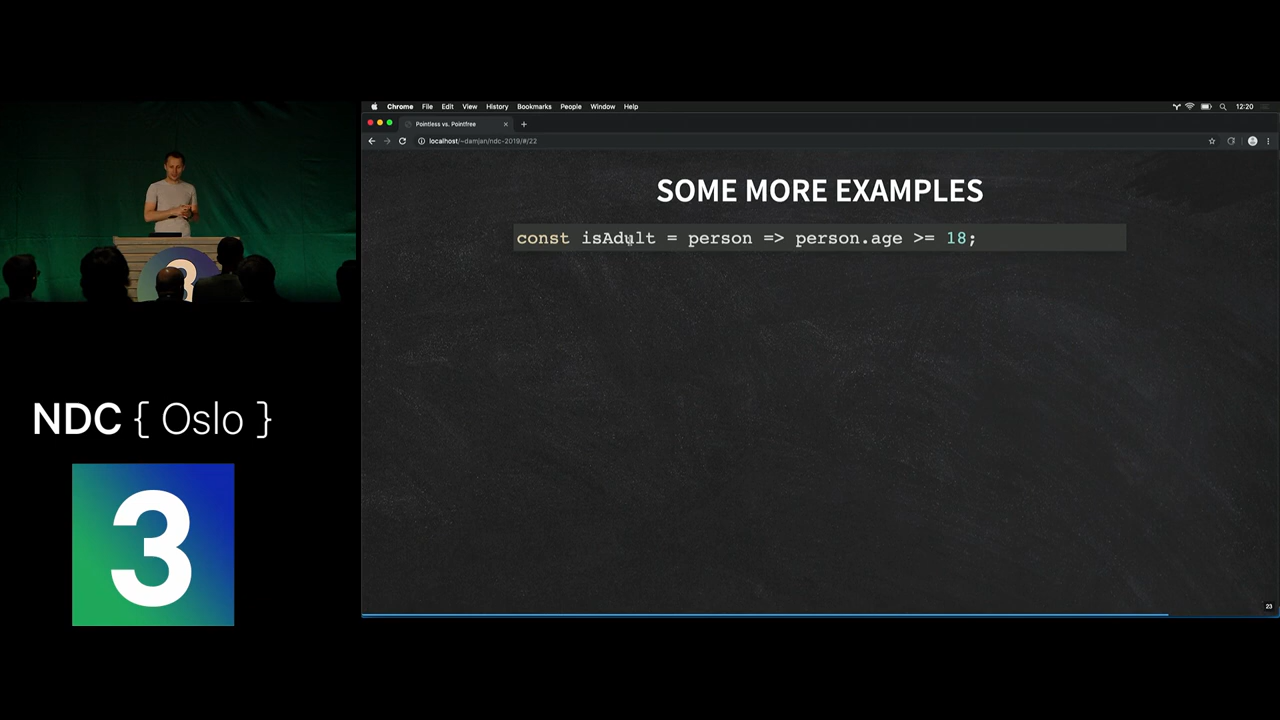 Chrome File Edit View History Bookmarks People Window Help 12:20
Pointless vs. Pointfree
localhost/~damjan/ndc-2019/#/22
SOME MORE EXAMPLES
const isAdult = person => person.age >= 18;
23
3
NDC { Oslo }
3